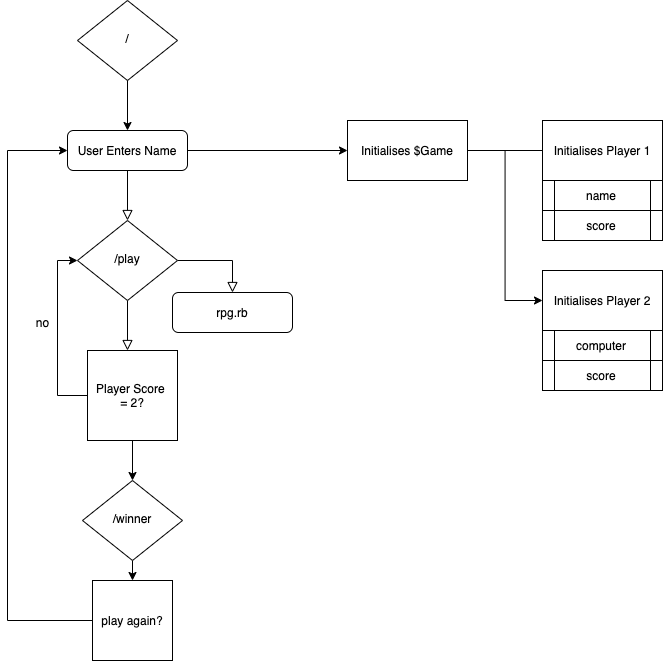 /
User Enters Name
Initialises $Game
Initialises Player 1
name
score
/play
rpg.rb
Initialises Player 2
computer
score
no
Player Score
= 2?
/winner
play again?